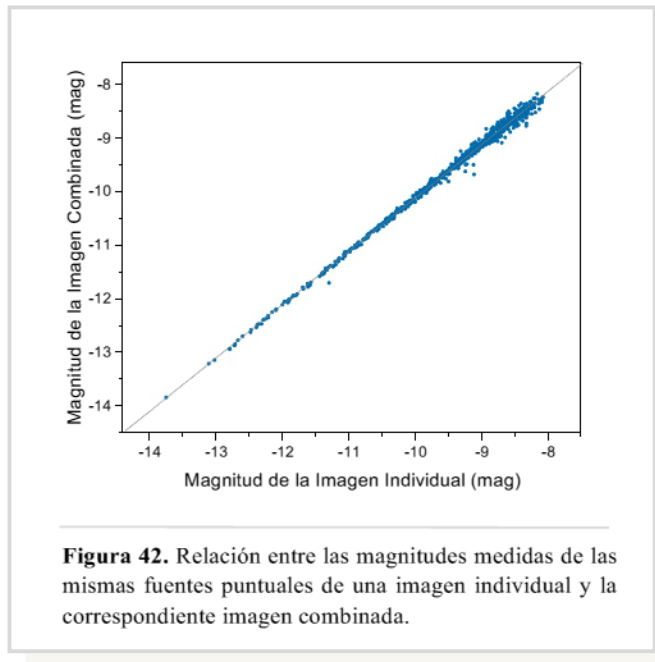 Magnitud de la Imagen Combinada (mag)
-8
-9
-10
-11
-12
-13
-14
-14 -13 -12 -11 -10 -9 -8
Magnitud de la Imagen Individual (mag)
Figura 42. Relación entre las magnitudes medidas de las
mismas fuentes puntuales de una imagen individual y la
correspondiente imagen combinada.